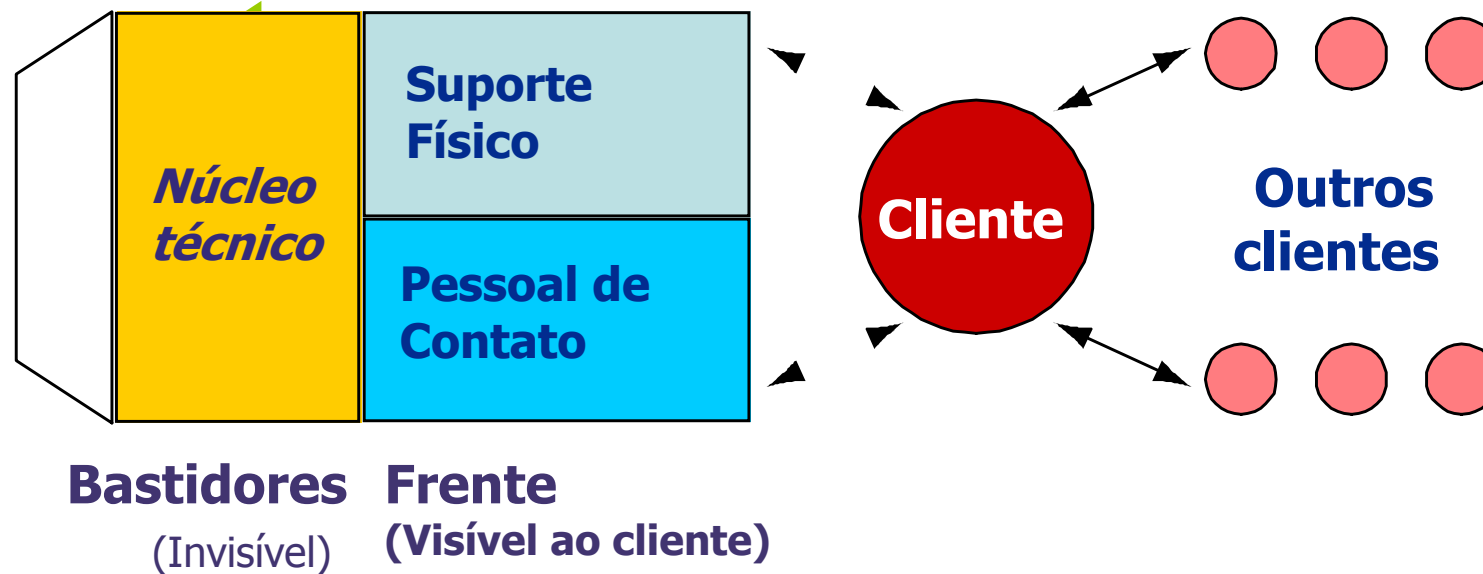 Suporte
Físico
Núcleo
técnico
Pessoal de
Contato
Cliente
Outros
clientes
Bastidores
(Invisível)
Frente
(Visível ao cliente)